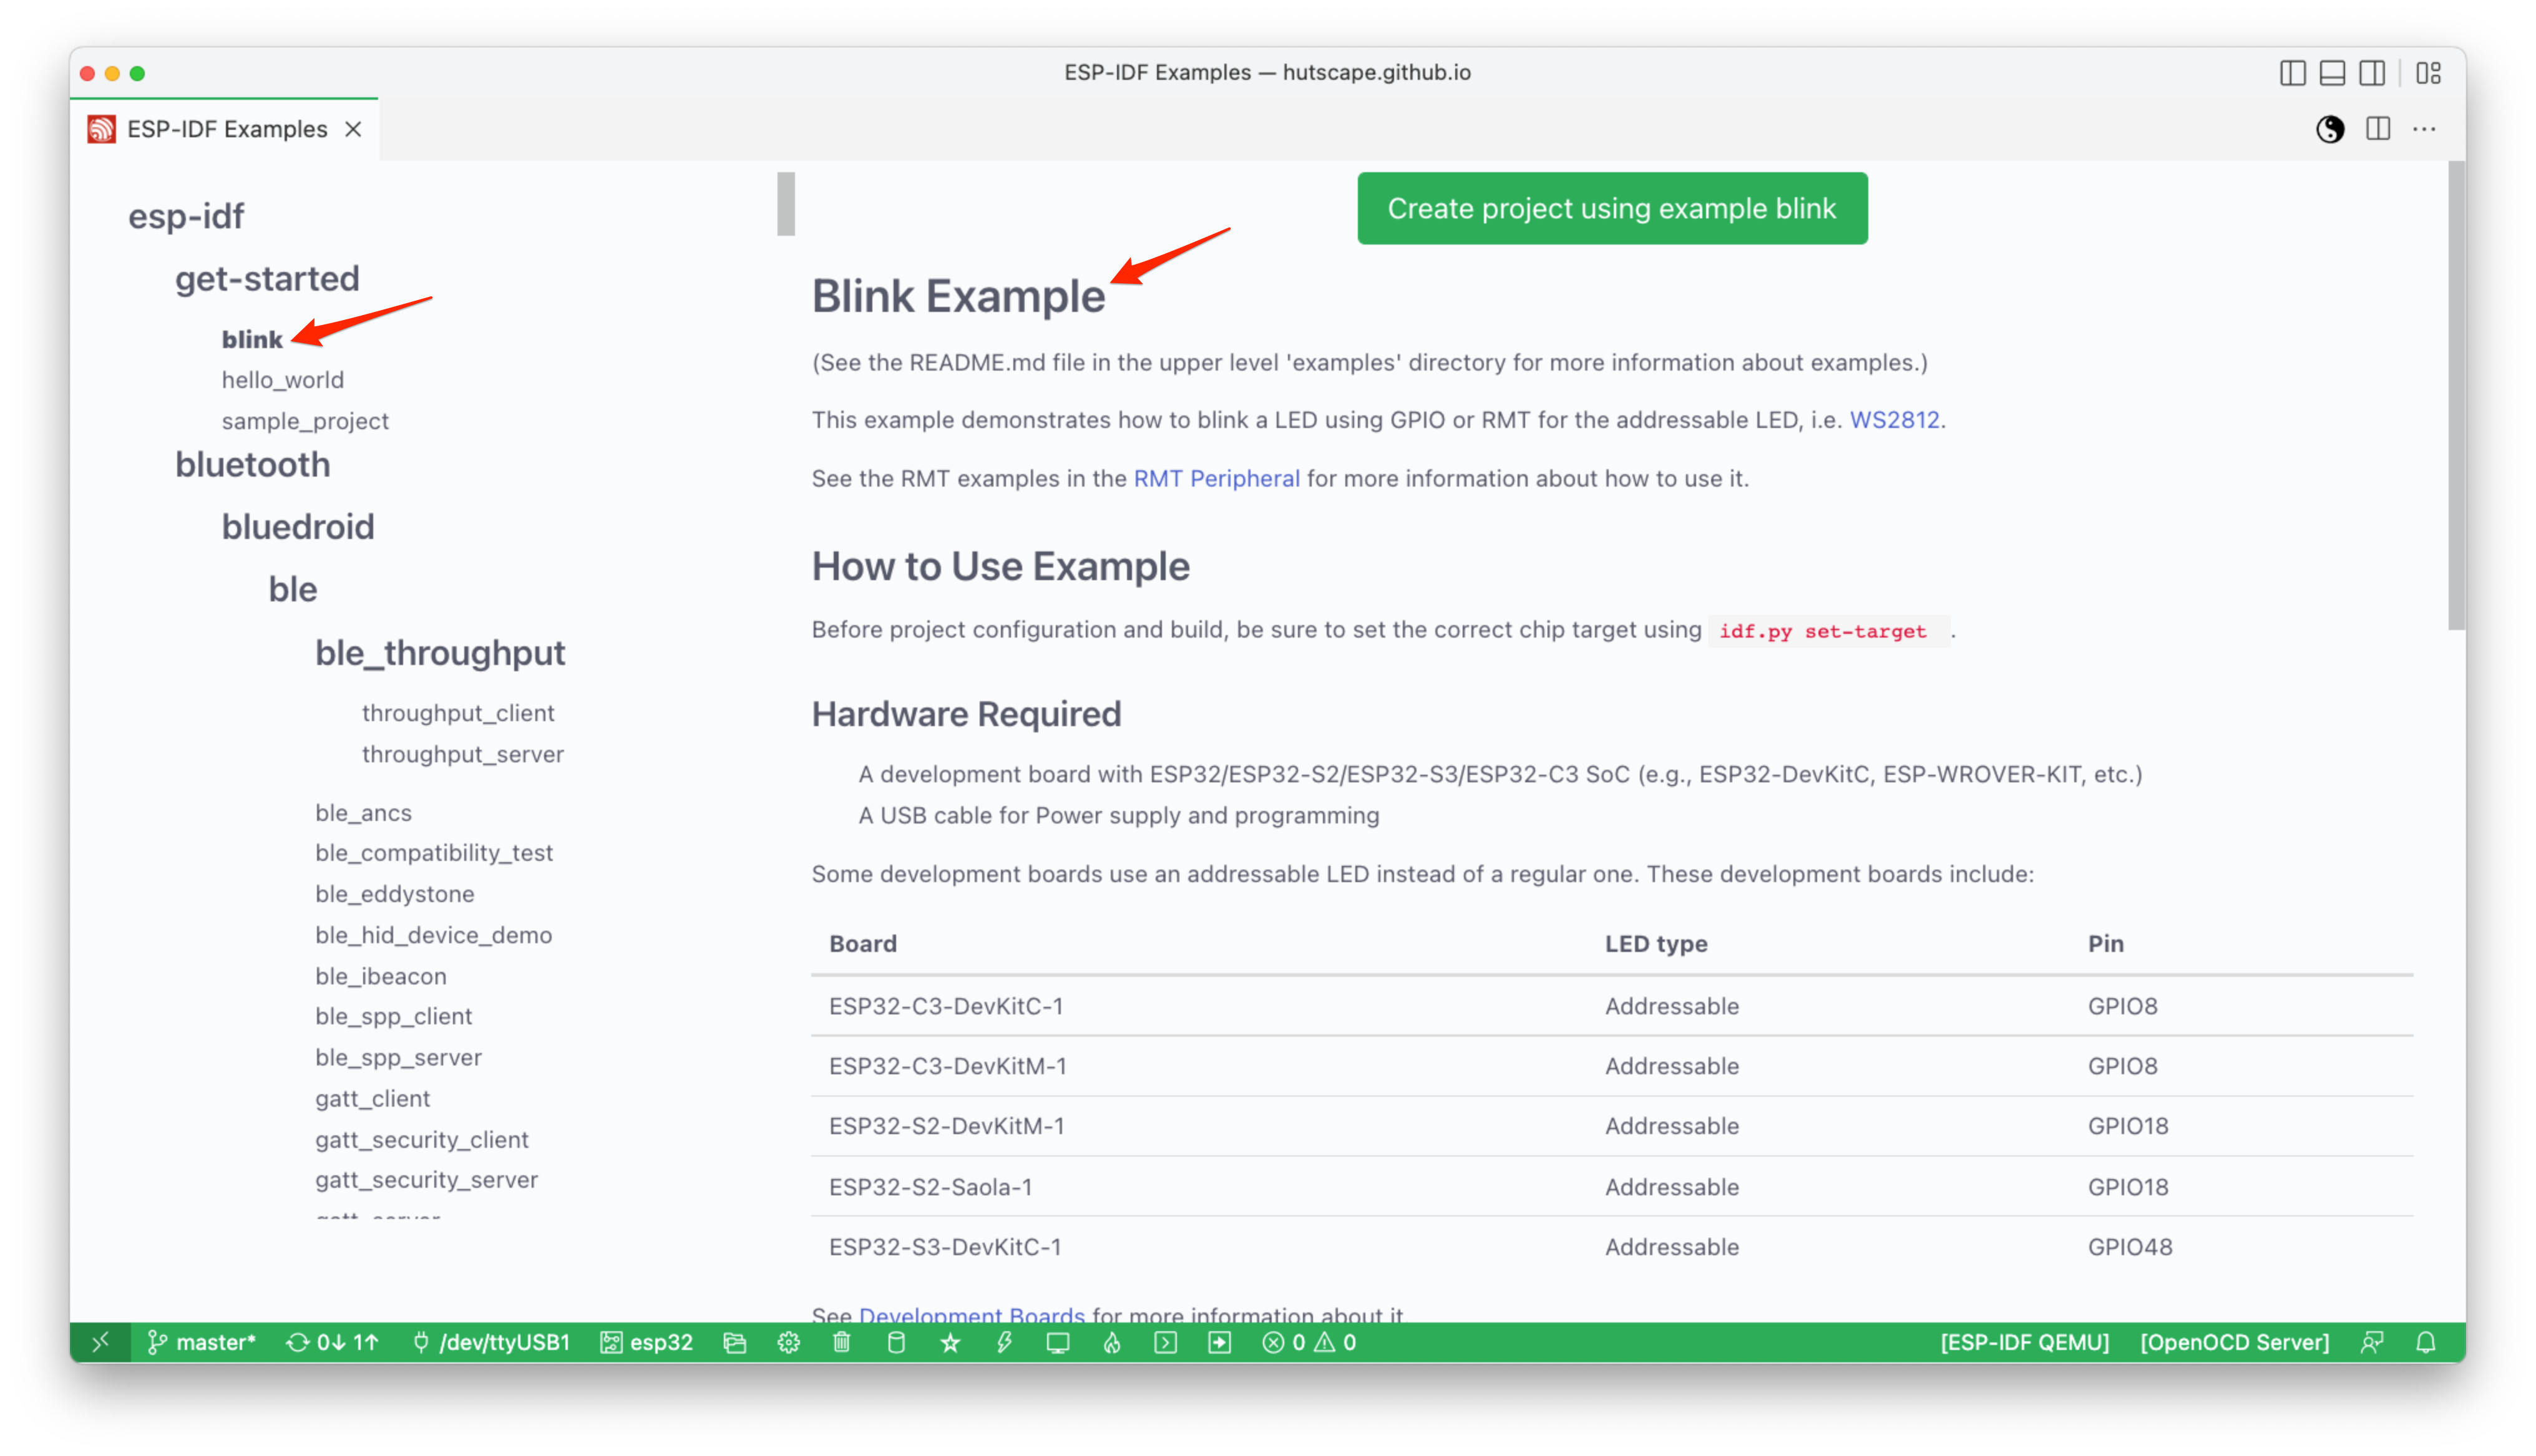 ESP-IDF Examples — hutscape.github.io
ESP-IDF Examples
esp-idf
get-started
blink
hello_world
sample_project
bluetooth
bluedroid
ble
ble_throughput
throughput_client
throughput_server
ble_ancs
ble_compatibility_test
ble_eddystone
ble_hid_device_demo
ble_ibeacon
ble_spp_client
ble_spp_server
gatt_client
gatt_security_client
gatt_security_server
gatt_server
Create project using example blink
Blink Example
(See the README.md file in the upper level 'examples' directory for more information about examples.)
This example demonstrates how to blink a LED using GPIO or RMT for the addressable LED, i.e. WS2812.
See the RMT examples in the RMT Peripheral for more information about how to use it.
How to Use Example
Before project configuration and build, be sure to set the correct chip target using idf.py set-target .
Hardware Required
A development board with ESP32/ESP32-S2/ESP32-S3/ESP32-C3 SoC (e.g., ESP32-DevKitC, ESP-WROVER-KIT, etc.)
A USB cable for Power supply and programming
Some development boards use an addressable LED instead of a regular one. These development boards include:
Board LED type Pin
ESP32-C3-DevKitC-1 Addressable GPIO8
ESP32-C3-DevKitM-1 Addressable GPIO8
ESP32-S2-DevKitM-1 Addressable GPIO18
ESP32-S2-Saola-1 Addressable GPIO18
ESP32-S3-DevKitC-1 Addressable GPIO48
See Development Boards for more information about it
master* 0↓ 1↑ /dev/ttyUSB1 esp32 0 0 [ESP-IDF QEMU] [OpenOCD Server]